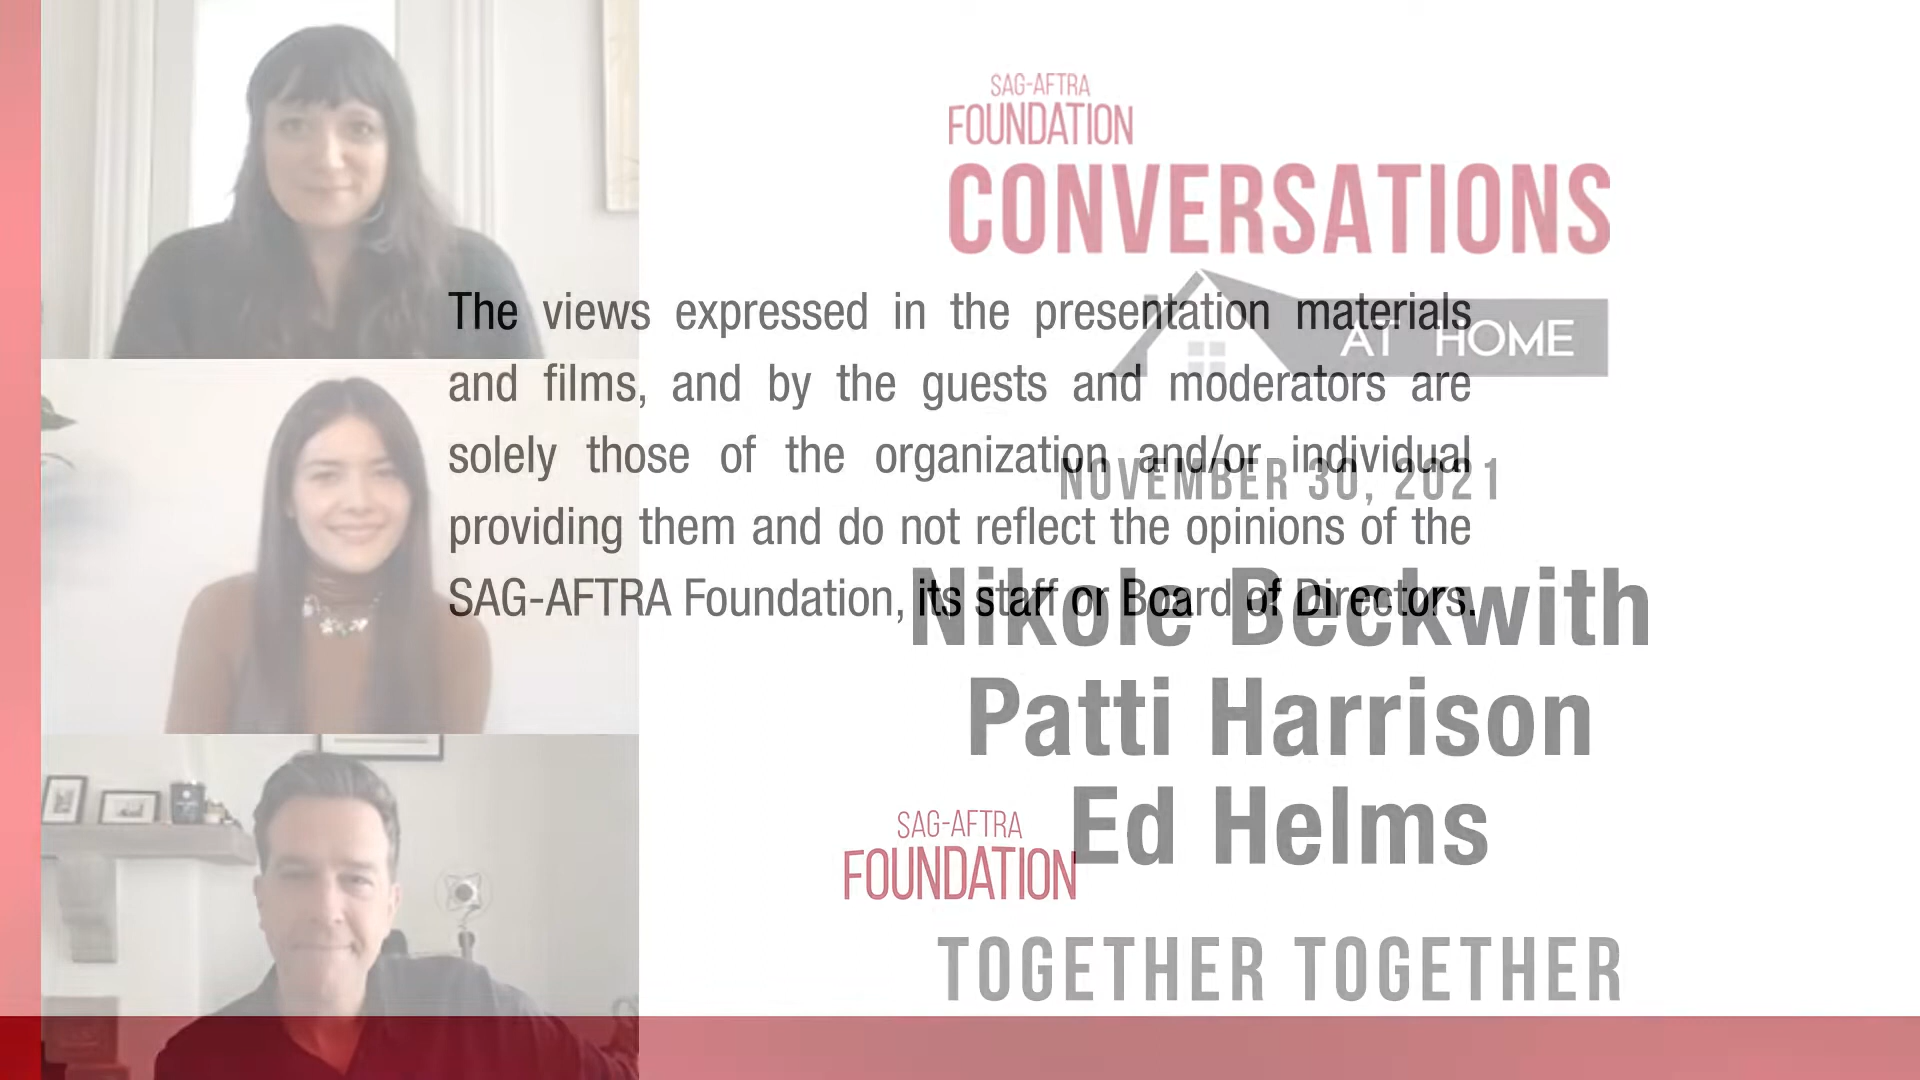 SAG-AFTRA
FOUNDATION
CONVERSATIONS
AT HOME
The views expressed in the presentation materials
and films, and by the guests and moderators are
solely those of the organization and/or individual
providing them and do not reflect the opinions of the
SAG-AFTRA Foundation, its staff or Board of Directors.
NOVEMBER 30, 2021
Nikole Beckwith
Patti Harrison
Ed Helms
SAG-AFTRA
FOUNDATION
TOGETHER TOGETHER